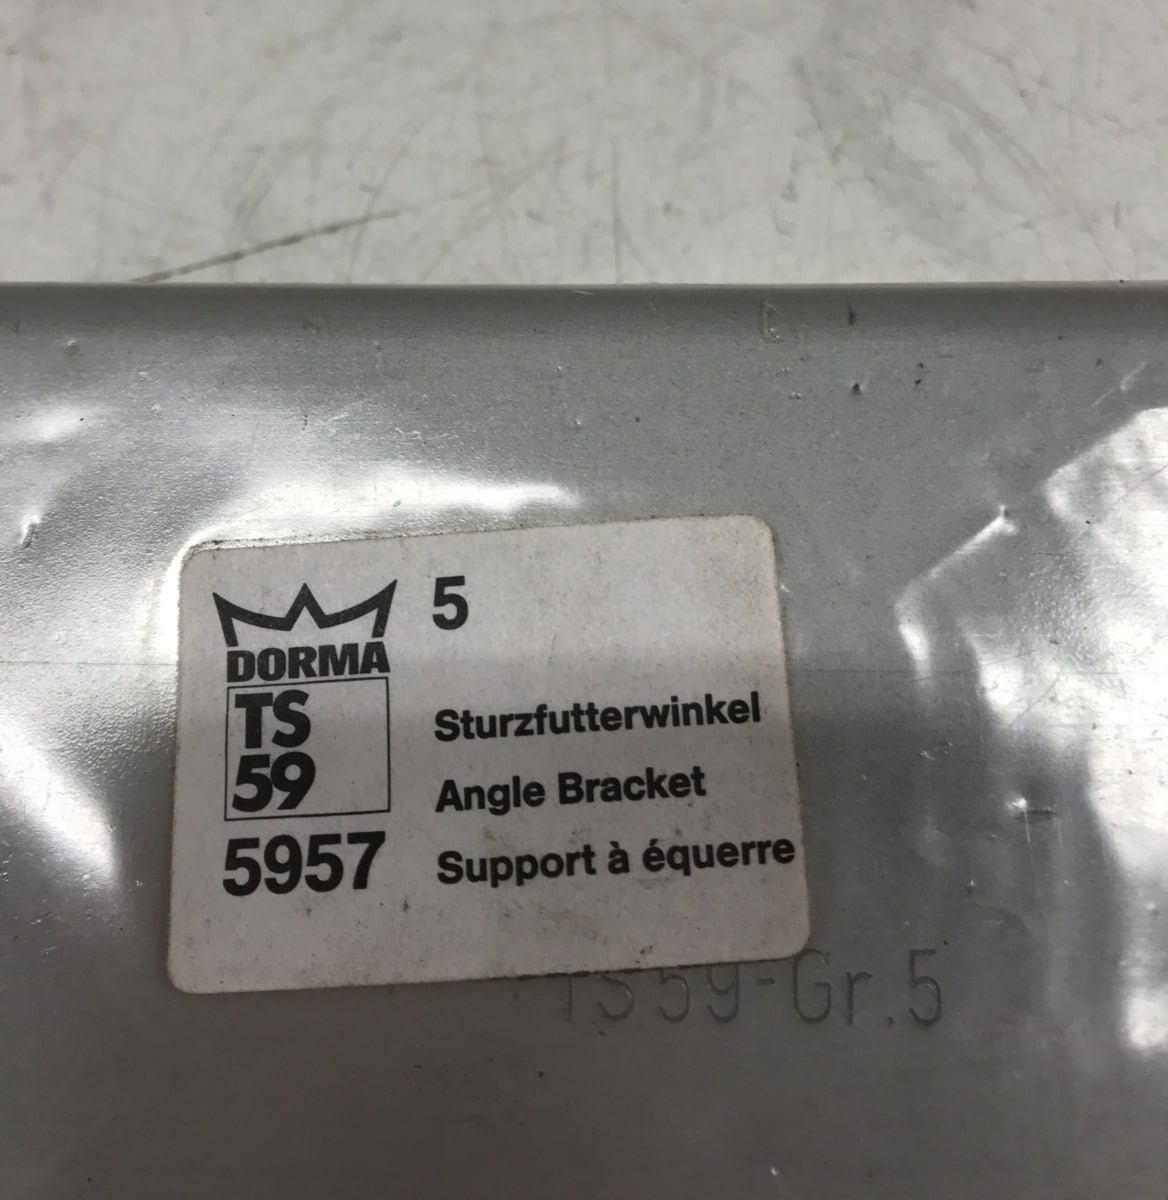 DORMA
TS
59
5957
5
Sturzfutterwinkel
Angle Bracket
Support à équerre
TS59-Gr.5